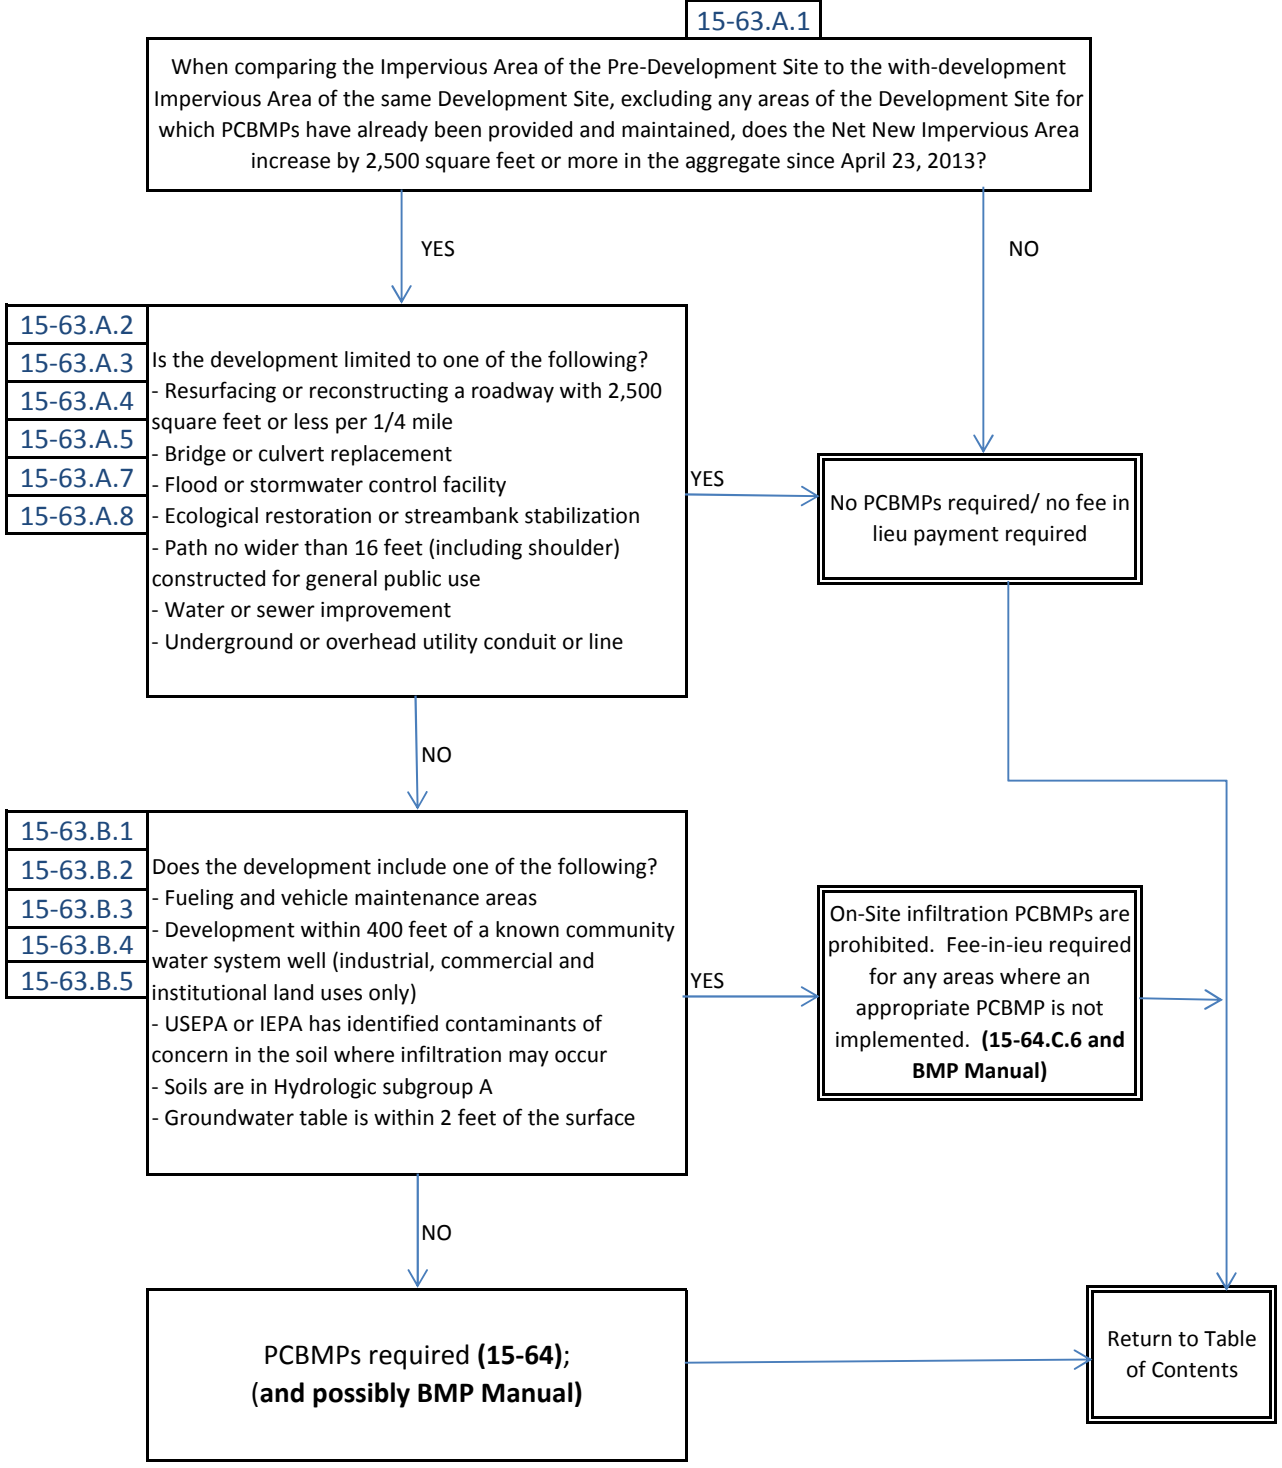 15-63.A.1
When comparing the Impervious Area of the Pre-Development Site to the with-development
Impervious Area of the same Development Site, excluding any areas of the Development Site for
which PCBMPs have already been provided and maintained, does the Net New Impervious Area
increase by 2,500 square feet or more in the aggregate since April 23, 2013?
YES
NO
15-63.A.2
15-63.A.3
15-63.A.4
15-63.A.5
15-63.A.7
15-63.A.8
Is the development limited to one of the following?
- Resurfacing or reconstructing a roadway with 2,500
square feet or less per 1/4 mile
- Bridge or culvert replacement
- Flood or stormwater control facility
- Ecological restoration or streambank stabilization
- Path no wider than 16 feet (including shoulder)
constructed for general public use
- Water or sewer improvement
- Underground or overhead utility conduit or line
YES
No PCBMPs required/ no fee in
lieu payment required
NO
15-63.B.1
15-63.B.2
15-63.B.3
15-63.B.4
15-63.B.5
Does the development include one of the following?
- Fueling and vehicle maintenance areas
- Development within 400 feet of a known community
water system well (industrial, commercial and
institutional land uses only)
- USEPA or IEPA has identified contaminants of
concern in the soil where infiltration may occur
- Soils are in Hydrologic subgroup A
- Groundwater table is within 2 feet of the surface
YES
On-Site infiltration PCBMPs are
prohibited.  Fee-in-ieu required
for any areas where an
appropriate PCBMP is not
implemented.  (15-64.C.6 and
BMP Manual)
NO
PCBMPs required (15-64);
(and possibly BMP Manual)
Return to Table
of Contents